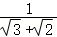 1
√3 + √2